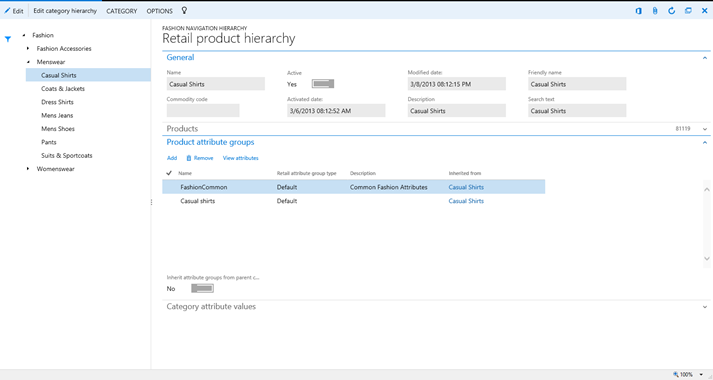 Edit
Edit category hierarchy
CATEGORY
OPTIONS
Fashion
Fashion Accessories
Menswear
Casual Shirts
Coats & Jackets
Dress Shirts
Mens Jeans
Mens Shoes
Pants
Suits & Sportcoats
Womenswear
FASHION NAVIGATION HIERARCHY
Retail product hierarchy
General
Name
Casual Shirts
Commodity code
Active
Yes
Activated date:
3/6/2013 08:12:52 AM
Modified date:
3/8/2013 08:12:15 PM
Description
Casual Shirts
Friendly name
Casual Shirts
Search text
Casual Shirts
Products
81119
Product attribute groups
Add
Remove
View attributes
Name Retail attribute group type Description Inherited from
FashionCommon Default Common Fashion Attributes Casual Shirts
Casual shirts Default Casual Shirts
Inherit attribute groups from parent c...
No
Category attribute values
100%